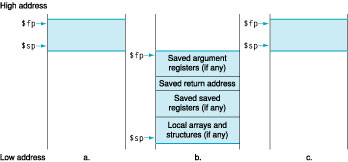 High address
$fp
$sp
$fp
Saved argument
registers (if any)
Saved return address
Saved saved
registers (if any)
Local arrays and
structures (if any)
$sp
$fp
$sp
Low address
a.
b.
c.